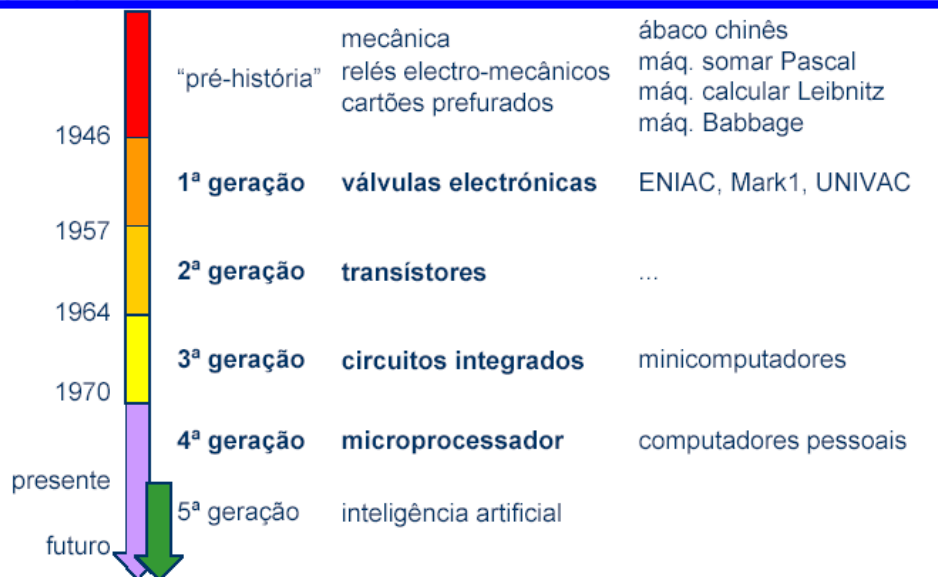 mecânica
relés electro-mecânicos
cartões prefurados
"pré-história"
ábaco chinês
máq. somar Pascal
máq. calcular Leibnitz
máq. Babbage
1946
1ª geração válvulas electrónicas ENIAC, Mark1, UNIVAC
1957
2ª geração transístores ...
1964
3ª geração circuitos integrados minicomputadores
1970
4ª geração microprocessador computadores pessoais
presente
5ª geração inteligência artificial
futuro